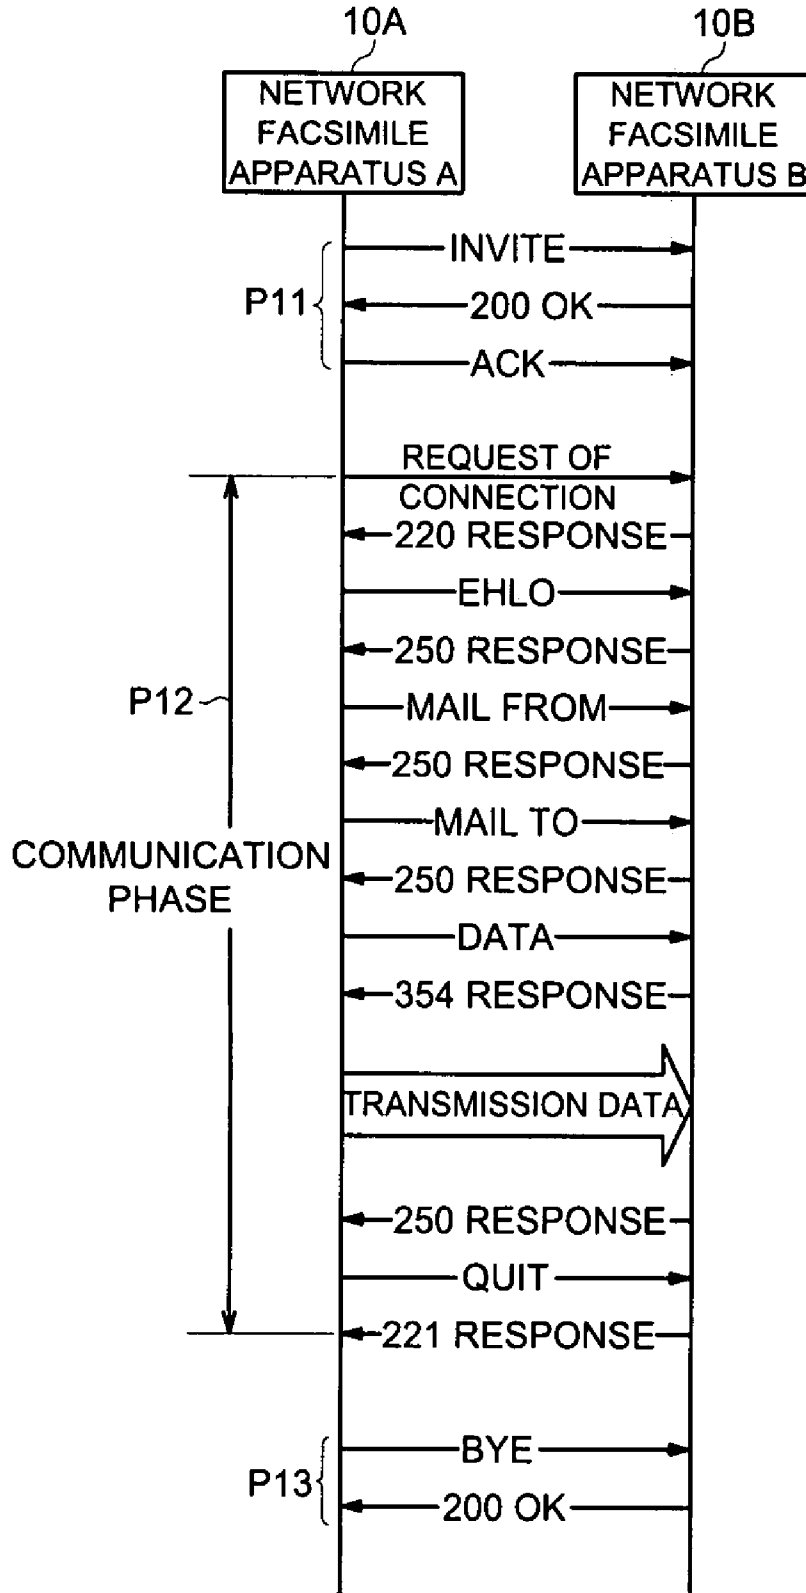 10A
10B
NETWORK
FACSIMILE
APPARATUS A
NETWORK
FACSIMILE
APPARATUS B
INVITE
P11
200 OK
ACK
REQUEST OF
CONNECTION
220 RESPONSE
EHLO
250 RESPONSE
P12
MAIL FROM
250 RESPONSE
MAIL TO
COMMUNICATION
PHASE
250 RESPONSE
DATA
354 RESPONSE
TRANSMISSION DATA
250 RESPONSE
QUIT
221 RESPONSE
BYE
P13
200 OK